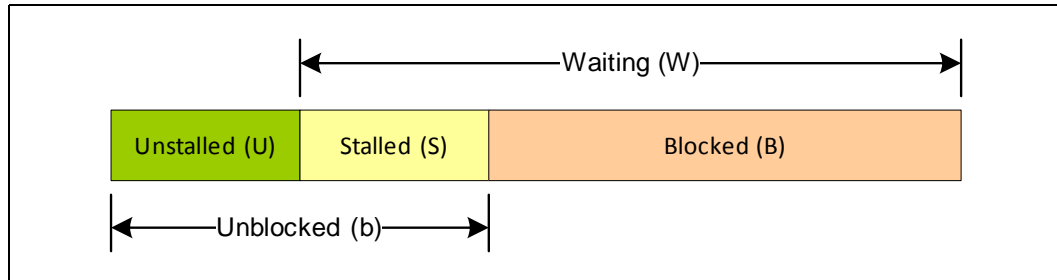 Waiting (W)
Unstalled (U)
Stalled (S)
Blocked (B)
Unblocked (b)